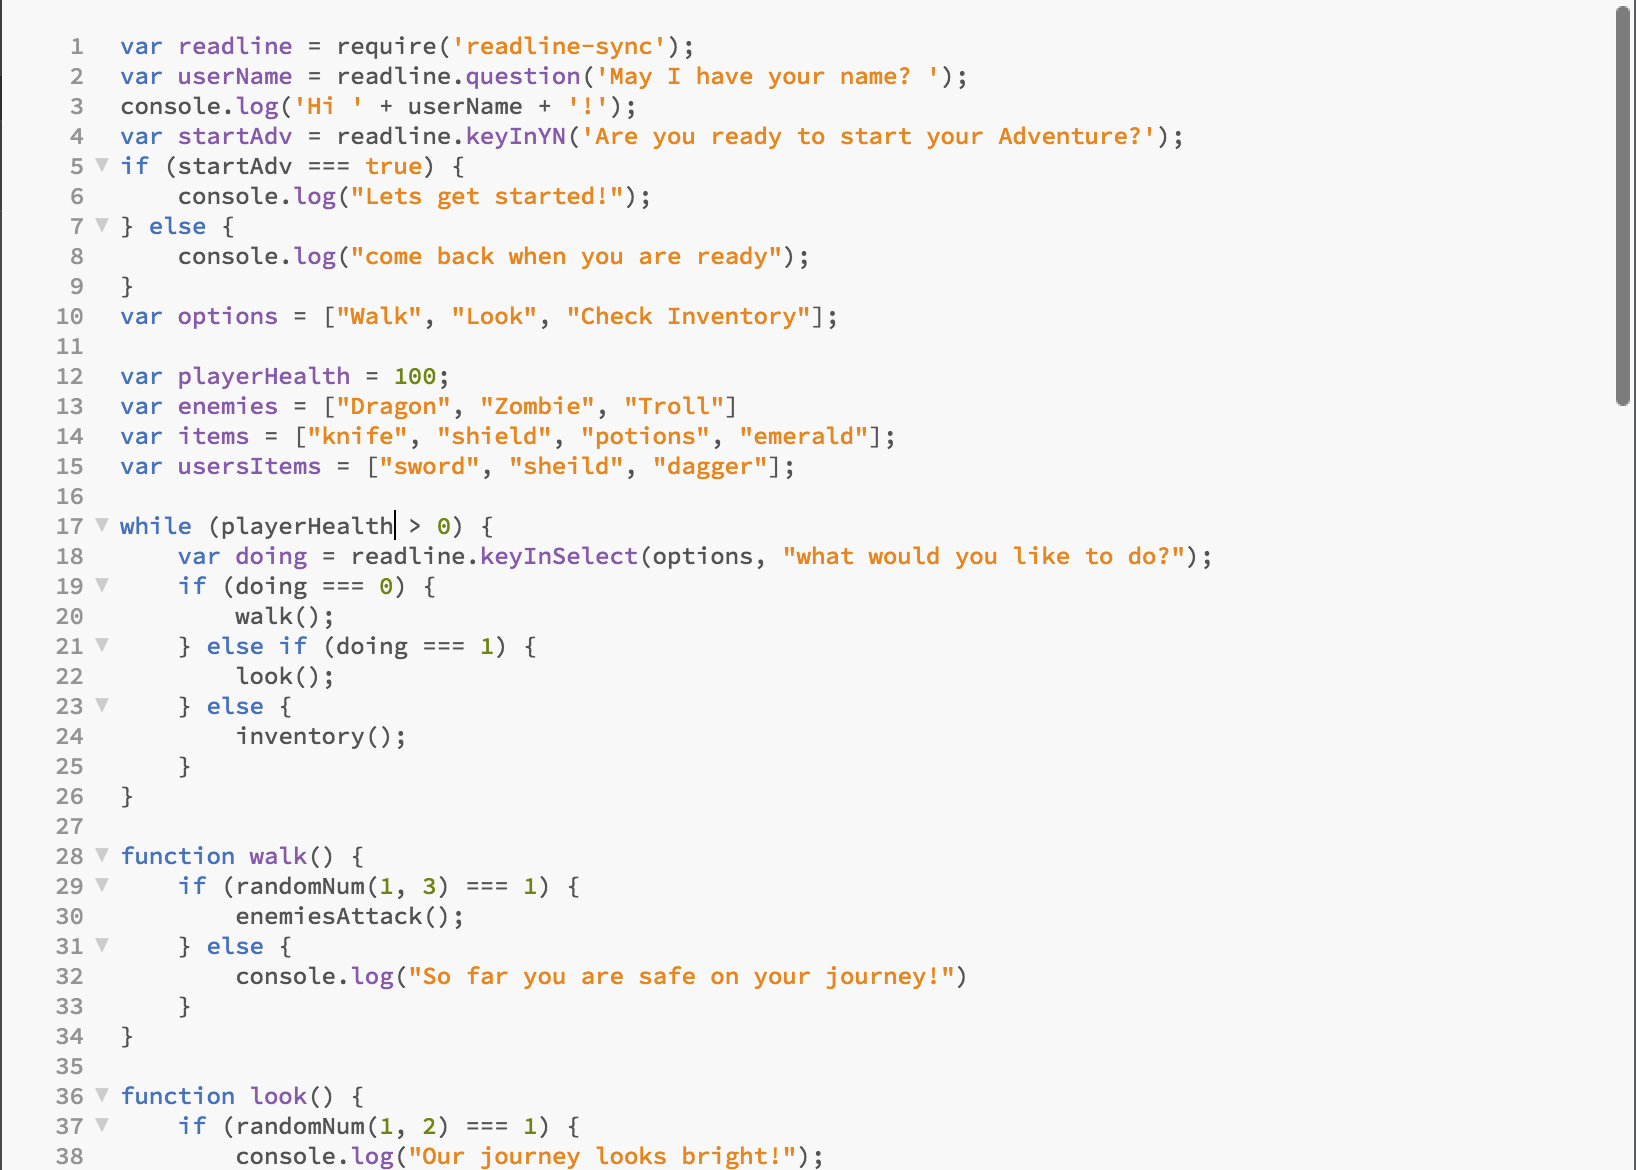 1 var readline = require('readline-sync');
2 var userName = readline.question('May I have your name? ');
3 console.log('Hi ' + userName + '!');
4 var startAdv = readline.keyInYN('Are you ready to start your Adventure?');
5 if (startAdv === true) {
6     console.log("Lets get started!");
7 } else {
8     console.log("come back when you are ready");
9 }
10 var options = ["Walk", "Look", "Check Inventory"];
11
12 var playerHealth = 100;
13 var enemies = ["Dragon", "Zombie", "Troll"]
14 var items = ["knife", "shield", "potions", "emerald"];
15 var usersItems = ["sword", "sheild", "dagger"];
16
17 while (playerHealth > 0) {
18     var doing = readline.keyInSelect(options, "what would you like to do?");
19     if (doing === 0) {
20         walk();
21     } else if (doing === 1) {
22         look();
23     } else {
24         inventory();
25     }
26 }
27
28 function walk() {
29     if (randomNum(1, 3) === 1) {
30         enemiesAttack();
31     } else {
32         console.log("So far you are safe on your journey!")
33     }
34 }
35
36 function look() {
37     if (randomNum(1, 2) === 1) {
38         console.log("Our journey looks bright!");